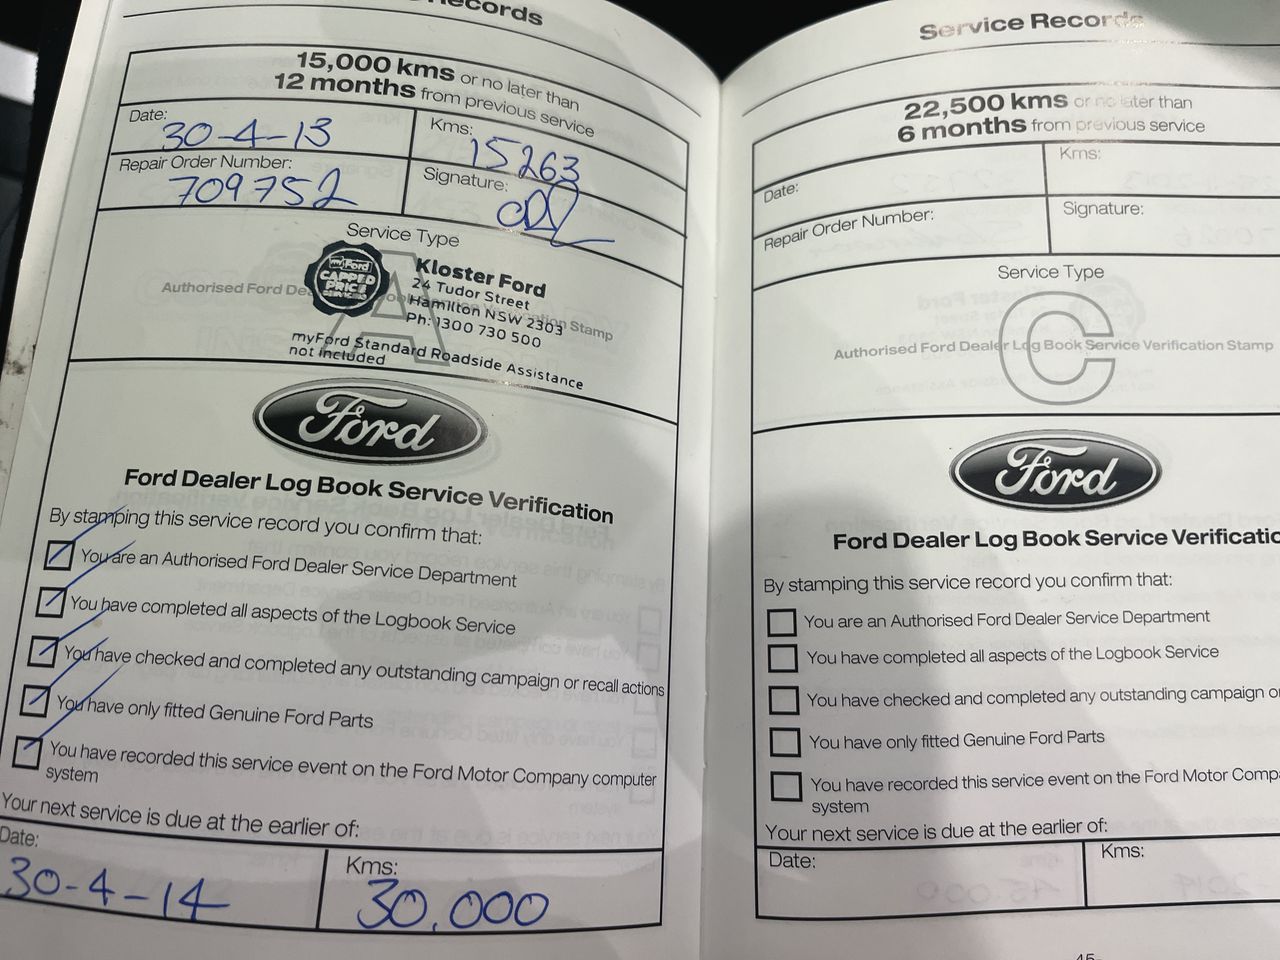 Records
15,000 kms or no later than
12 months from previous service
Date:
30-4-13
Kms:
15263
Repair Order Number:
709752
Signature:
Service Type
A
myFord
CAPPED
PRICE
Kloster Ford
24 Tudor Street
Hamilton NSW 2303
Ph: 1300 730 500
Authorised Ford Service Verification Stamp
myFord Standard Roadside Assistance
not included
Ford
Ford Dealer Log Book Service Verification
By stamping this service record you confirm that:
You are an Authorised Ford Dealer Service Department
You have completed all aspects of the Logbook Service
You have checked and completed any outstanding campaign or recall actions
You have only fitted Genuine Ford Parts
You have recorded this service event on the Ford Motor Company computer
system
Your next service is due at the earlier of:
Date:
30-4-14
Kms:
30.000
Service Records
22,500 kms or no later than
6 months from previous service
Date:
Kms:
Repair Order Number:
Signature:
Service Type
C
Authorised Ford Dealer Log Book Service Verification Stamp
Ford
Ford Dealer Log Book Service Verificatio
By stamping this service record you confirm that:
You are an Authorised Ford Dealer Service Department
You have completed all aspects of the Logbook Service
You have checked and completed any outstanding campaign or
You have only fitted Genuine Ford Parts
You have recorded this service event on the Ford Motor Comp
system
Your next service is due at the earlier of:
Date:
Kms: